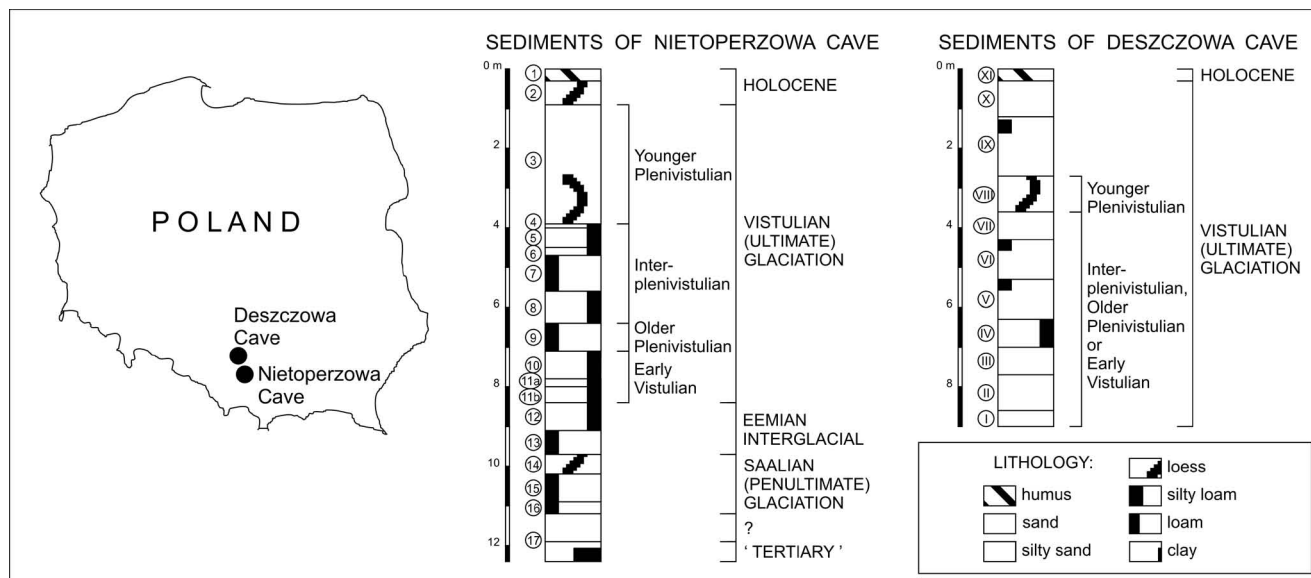 POLAND
Deszczowa
Cave
Nietoperzowa
Cave
SEDIMENTS OF NIETOPERZOWA CAVE
0 m
2
4
6
8
10
12
1
2
3
4
5
6
7
8
9
10
11a
11b
12
13
14
15
16
17
Younger
Plenivistulian
Inter-
plenivistulian
Older
Plenivistulian
Early
Vistulian
HOLOCENE
VISTULIAN
(ULTIMATE)
GLACIATION
EEMIAN
INTERGLACIAL
SAALIAN
(PENULTIMATE)
GLACIATION
?
‘ TERTIARY ’
SEDIMENTS OF DESZCZOWA CAVE
0 m
2
4
6
8
XI
X
IX
VIII
VII
VI
V
IV
III
II
I
Younger
Plenivistulian
Inter-
plenivistulian,
Older
Plenivistulian
or
Early
Vistulian
HOLOCENE
VISTULIAN
(ULTIMATE)
GLACIATION
LITHOLOGY:
humus
sand
silty sand
loess
silty loam
loam
clay